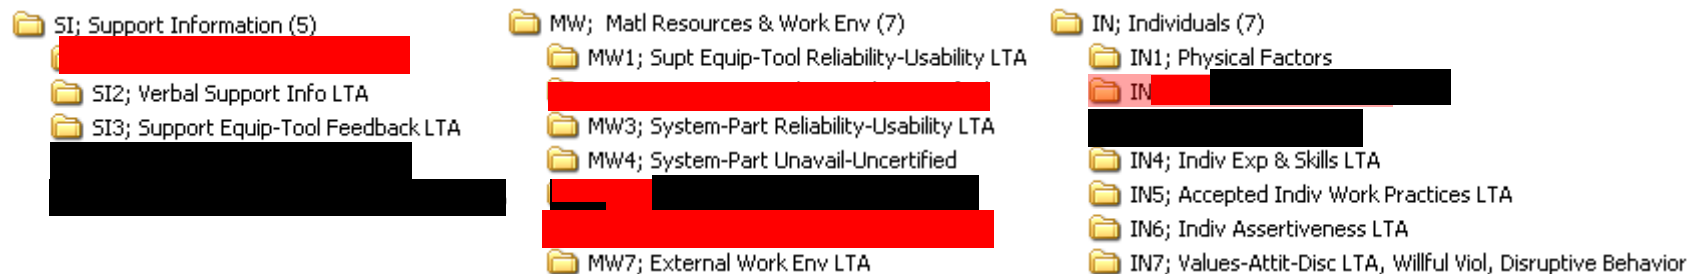 SI; Support Information (5)
SI2; Verbal Support Info LTA
SI3; Support Equip-Tool Feedback LTA
MW;  Matl Resources & Work Env (7)
MW1; Supt Equip-Tool Reliability-Usability LTA
MW3; System-Part Reliability-Usability LTA
MW4; System-Part Unavail-Uncertified
MW7; External Work Env LTA
IN; Individuals (7)
IN1; Physical Factors
IN
IN4; Indiv Exp & Skills LTA
IN5; Accepted Indiv Work Practices LTA
IN6; Indiv Assertiveness LTA
IN7; Values-Attit-Disc LTA, Willful Viol, Disruptive Behavior